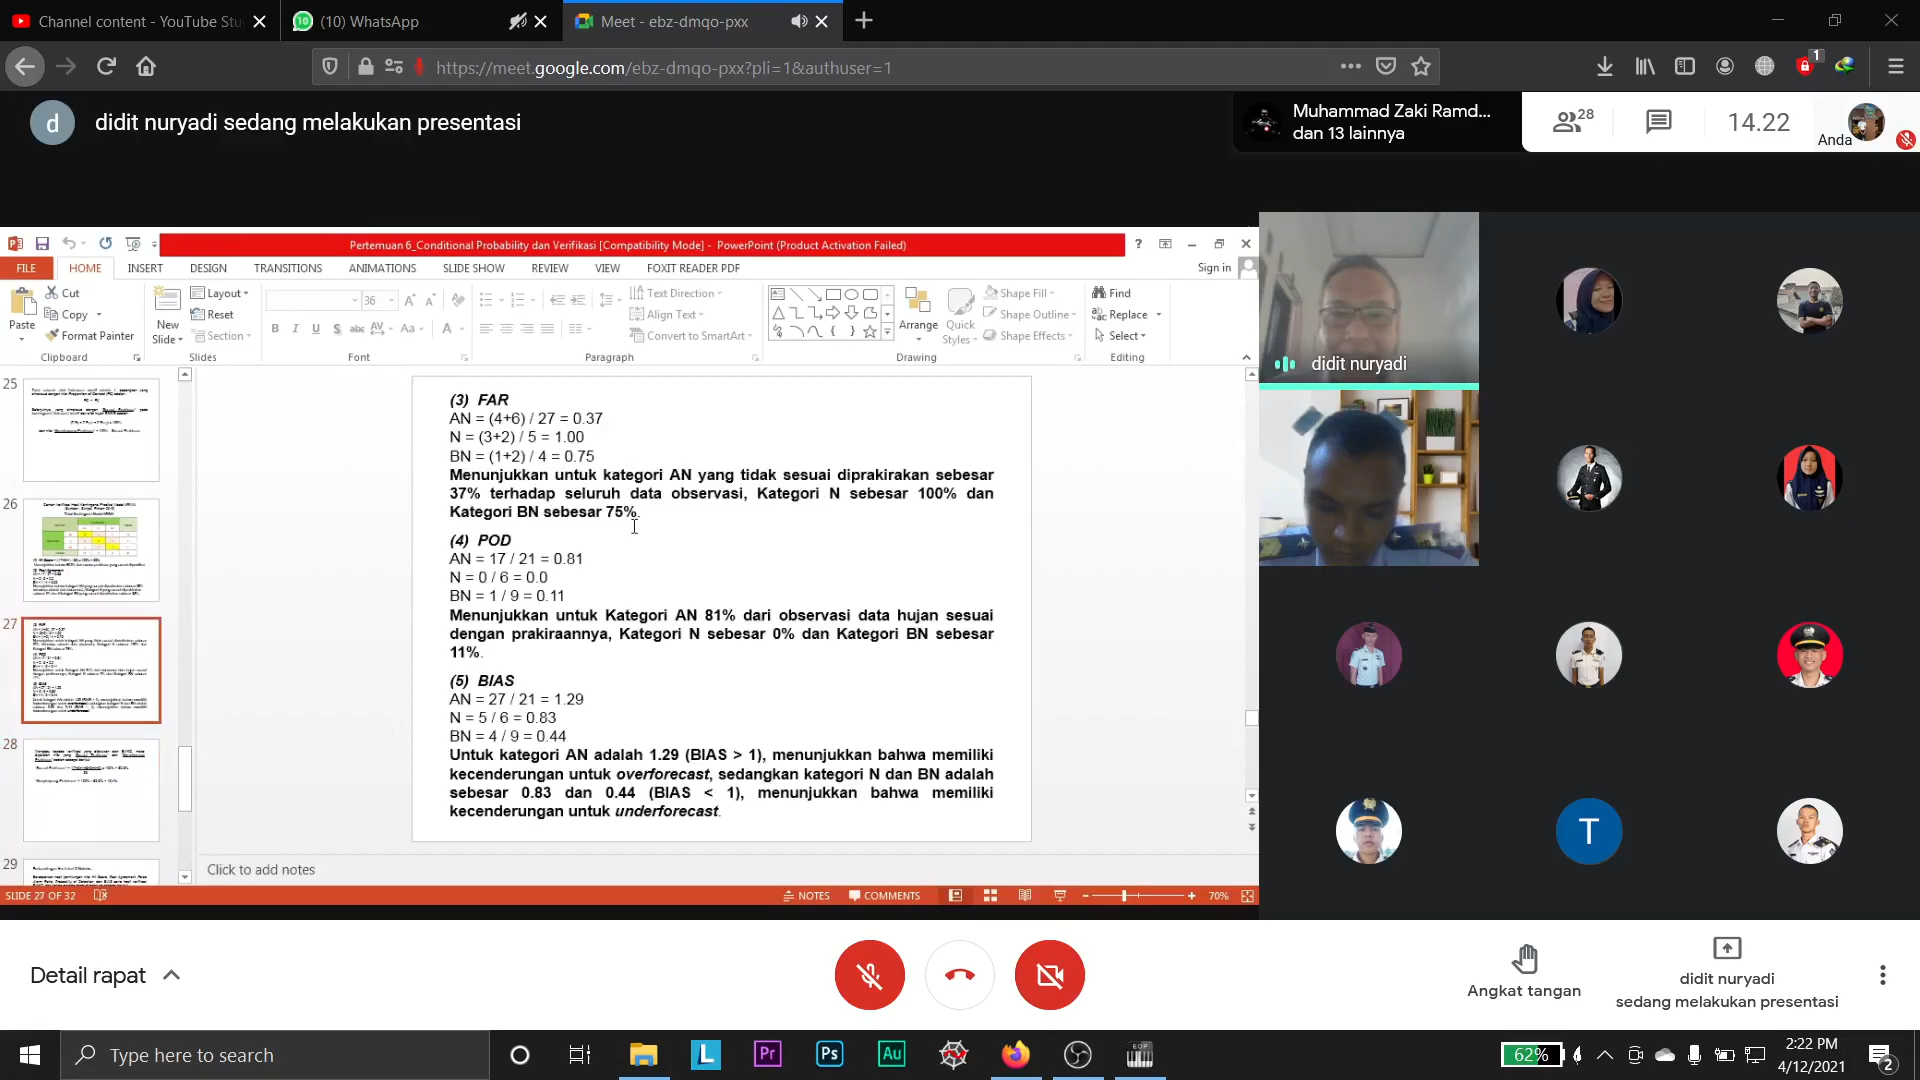 Channel content - YouTube Stu
(10) WhatsApp
Meet - ebz-dmqo-pxx
https://meet.google.com/ebz-dmqo-pxx?pli=1&authuser=1
1
d
didit nuryadi sedang melakukan presentasi
Muhammad Zaki Ramd...
dan 13 lainnya
28
14.22
Anda
Pertemuan 6_Conditional Probability dan Verifikasi [Compatibility Mode] - PowerPoint (Product Activation Failed)
FILE HOME INSERT DESIGN TRANSITIONS ANIMATIONS SLIDE SHOW REVIEW VIEW FOXIT READER PDF Sign in
Paste
Cut
Copy
Format Painter
Clipboard
New
Slide
Layout
Reset
Section
Slides
36
Font
Text Direction
Align Text
Convert to SmartArt
Paragraph
Arrange
Quick
Styles
Shape Fill
Shape Outline
Shape Effects
Drawing
Find
Replace
Select
Editing
25
26
27
28
29
(3) FAR
AN = (4+6) / 27 = 0.37
N = (3+2) / 5 = 1.00
BN = (1+2) / 4 = 0.75
Menunjukkan untuk kategori AN yang tidak sesuai diprakirakan sebesar
37% terhadap seluruh data observasi, Kategori N sebesar 100% dan
Kategori BN sebesar 75%.
(4) POD
AN = 17 / 21 = 0.81
N = 0 / 6 = 0.0
BN = 1 / 9 = 0.11
Menunjukkan untuk Kategori AN 81% dari observasi data hujan sesuai
dengan prakiraannya, Kategori N sebesar 0% dan Kategori BN sebesar
11%.
(5) BIAS
AN = 27 / 21 = 1.29
N = 5 / 6 = 0.83
BN = 4 / 9 = 0.44
Untuk kategori AN adalah 1.29 (BIAS > 1), menunjukkan bahwa memiliki
kecenderungan untuk overforecast, sedangkan kategori N dan BN adalah
sebesar 0.83 dan 0.44 (BIAS < 1), menunjukkan bahwa memiliki
kecenderungan untuk underforecast.
Click to add notes
SLIDE 27 OF 32
NOTES
COMMENTS
70%
didit nuryadi
T
Detail rapat
Angkat tangan
didit nuryadi
sedang melakukan presentasi
Type here to search
L
Pr
Ps
Au
EOP
62%
2:22 PM
4/12/2021
2